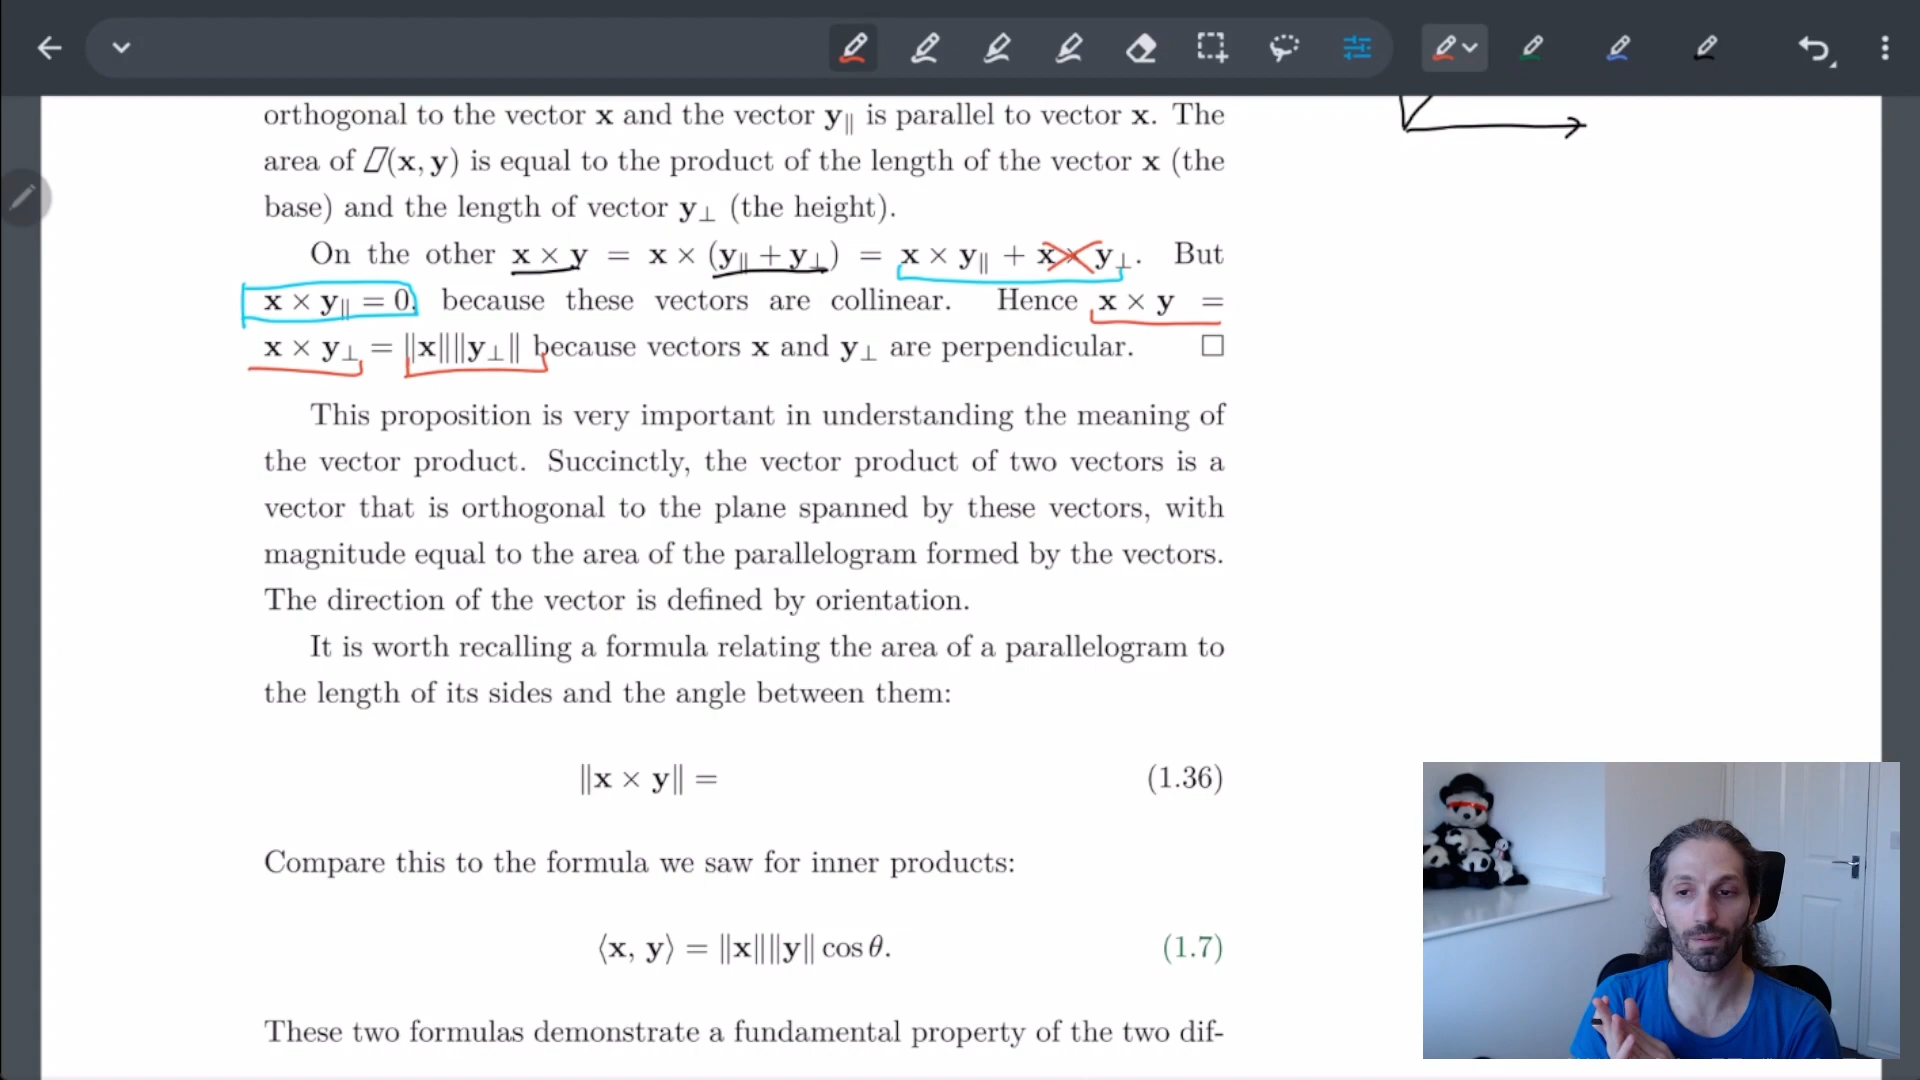 orthogonal to the vector x and the vector y∥ is parallel to vector x. The
area of ▱(x, y) is equal to the product of the length of the vector x (the
base) and the length of vector y⊥ (the height).
On the other x × y = x × (y∥ + y⊥) = x × y∥ + x × y⊥. But
x × y∥ = 0, because these vectors are collinear. Hence x × y =
x × y⊥ = ‖x‖‖y⊥‖ because vectors x and y⊥ are perpendicular. □
This proposition is very important in understanding the meaning of
the vector product. Succinctly, the vector product of two vectors is a
vector that is orthogonal to the plane spanned by these vectors, with
magnitude equal to the area of the parallelogram formed by the vectors.
The direction of the vector is defined by orientation.
It is worth recalling a formula relating the area of a parallelogram to
the length of its sides and the angle between them:
‖x × y‖ = (1.36)
Compare this to the formula we saw for inner products:
⟨x, y⟩ = ‖x‖‖y‖ cos θ. (1.7)
These two formulas demonstrate a fundamental property of the two dif-